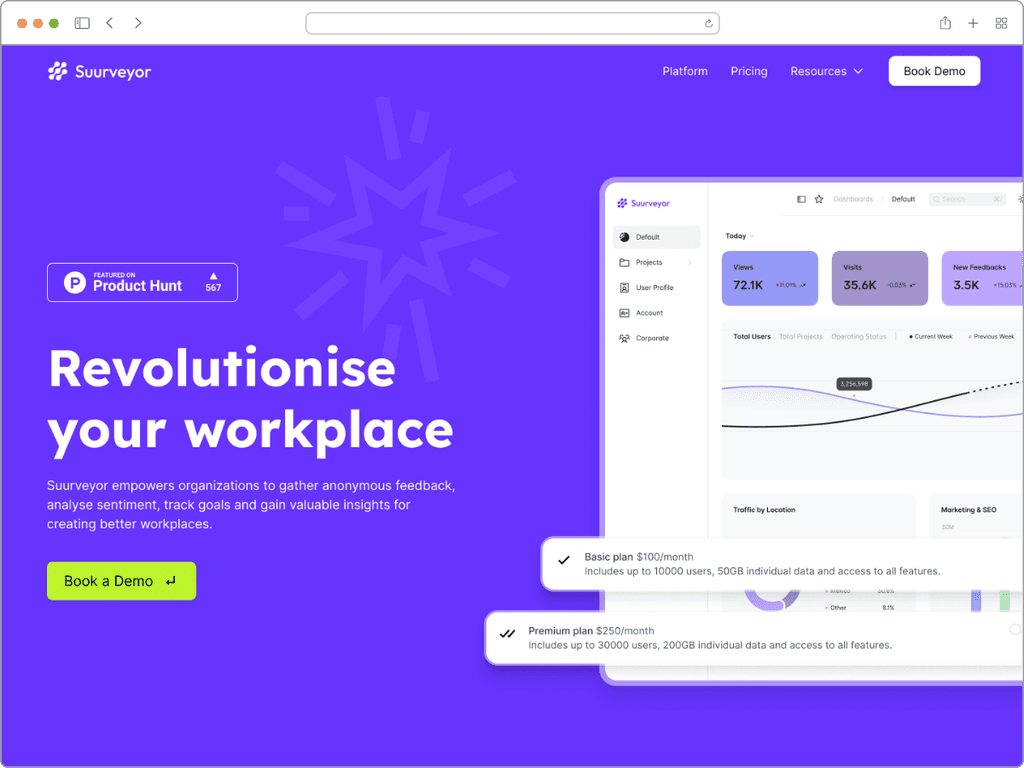 Suurveyor
Platform
Pricing
Resources
Book Demo
FEATURED ON
Product Hunt
567
Revolutionise
your workplace
Suurveyor empowers organizations to gather anonymous feedback,
analyse sentiment, track goals and gain valuable insights for
creating better workplaces.
Book a Demo
Suurveyor
Default
Projects
User Profile
Account
Corporate
Dashboards
Default
Search
Today
Views
72.1K
+11.01%
Visits
35.6K
-0.03%
New Feedbacks
3.5K
+15.03%
Total Users
Total Projects
Operating Status
Current Week
Previous Week
3,256,598
Traffic by Location
Marketing & SEO
30M
Basic plan $100/month
Includes up to 10000 users, 50GB individual data and access to all features.
Mexico
Other
8.1%
Premium plan $250/month
Includes up to 30000 users, 200GB individual data and access to all features.